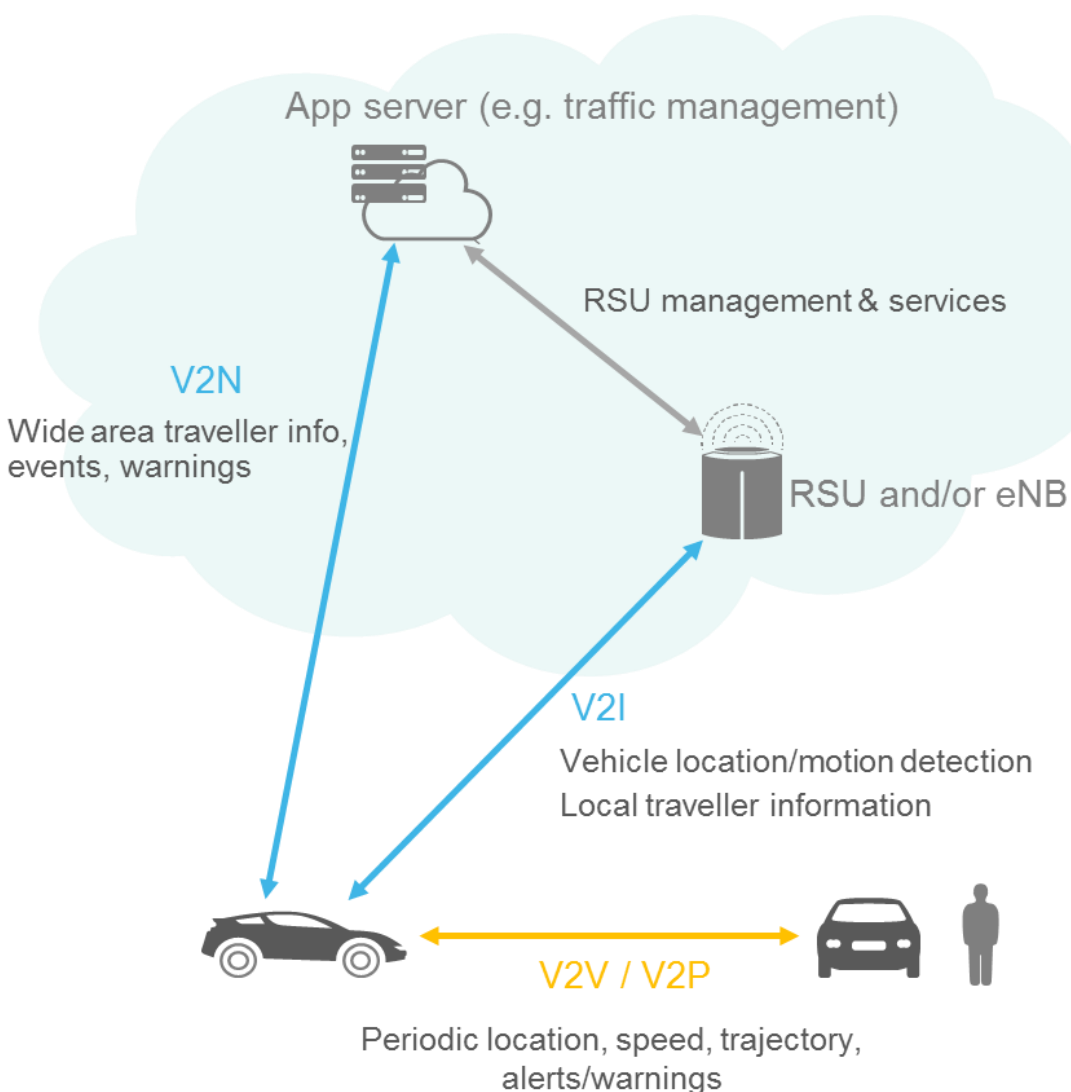 App server (e.g. traffic management)
RSU management & services
V2N
Wide area traveller info,
events, warnings
RSU and/or eNB
V2I
Vehicle location/motion detection
Local traveller information
V2V / V2P
Periodic location, speed, trajectory,
alerts/warnings